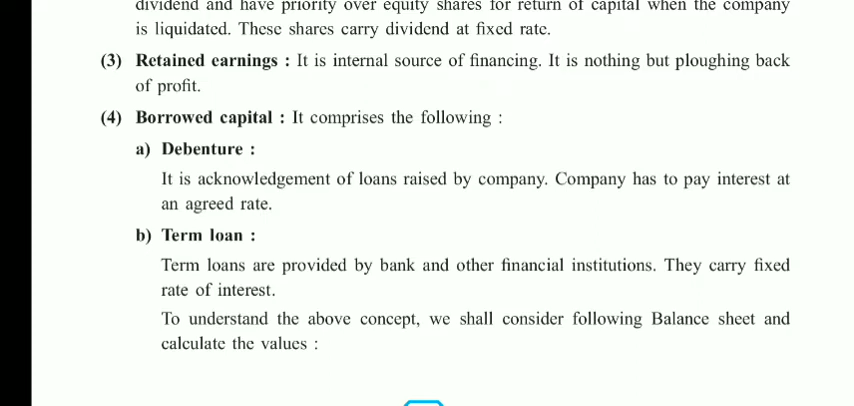 dividend and have priority over equity shares for return of capital when the company
is liquidated. These shares carry dividend at fixed rate.
(3) Retained earnings : It is internal source of financing. It is nothing but ploughing back
of profit.
(4) Borrowed capital : It comprises the following :
a) Debenture :
It is acknowledgement of loans raised by company. Company has to pay interest at
an agreed rate.
b) Term loan :
Term loans are provided by bank and other financial institutions. They carry fixed
rate of interest.
To understand the above concept, we shall consider following Balance sheet and
calculate the values :